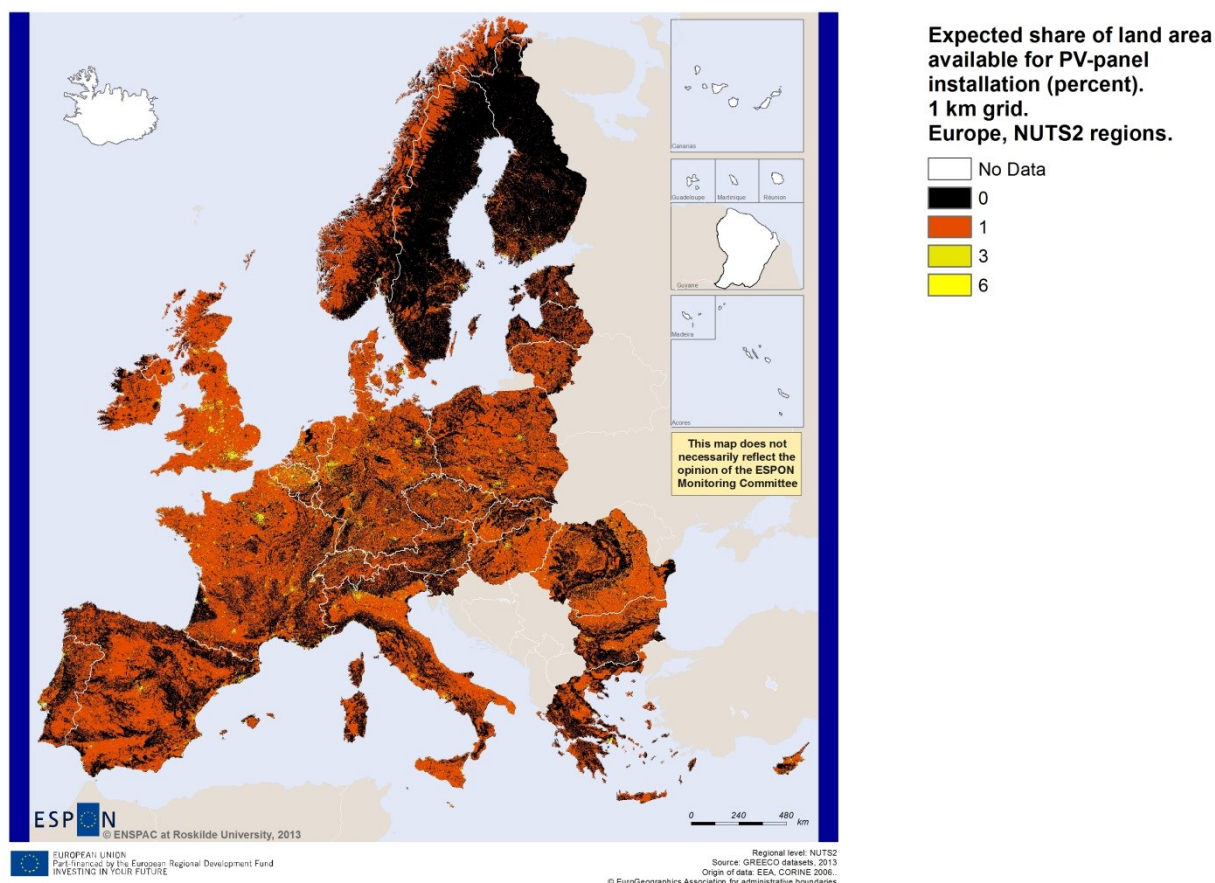 Expected share of land area
available for PV-panel
installation (percent).
1 km grid.
Europe, NUTS2 regions.
No Data
0
1
3
6
Canarias
Guadeloupe
Martinique
Réunion
Guyane
Madeira
Acores
This map does not
necessarily reflect the
opinion of the ESPON
Monitoring Committee
ESPON
© ENSPAC at Roskilde University, 2013
0 240 480
km
EUROPEAN UNION
Part-financed by the European Regional Development Fund
INVESTING IN YOUR FUTURE
Regional level: NUTS2
Source: GREECO datasets, 2013
Origin of data: EEA, CORINE 2006..
© EuroGeographics Association for administrative boundaries